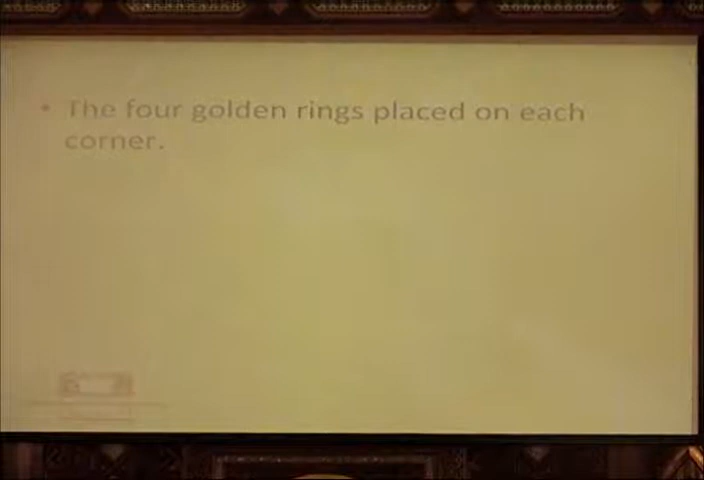 • The four golden rings placed on each
corner.